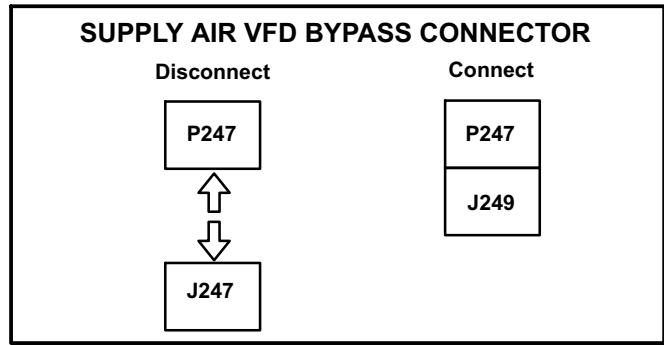 SUPPLY AIR VFD BYPASS CONNECTOR
Disconnect
P247
J247
Connect
P247
J249